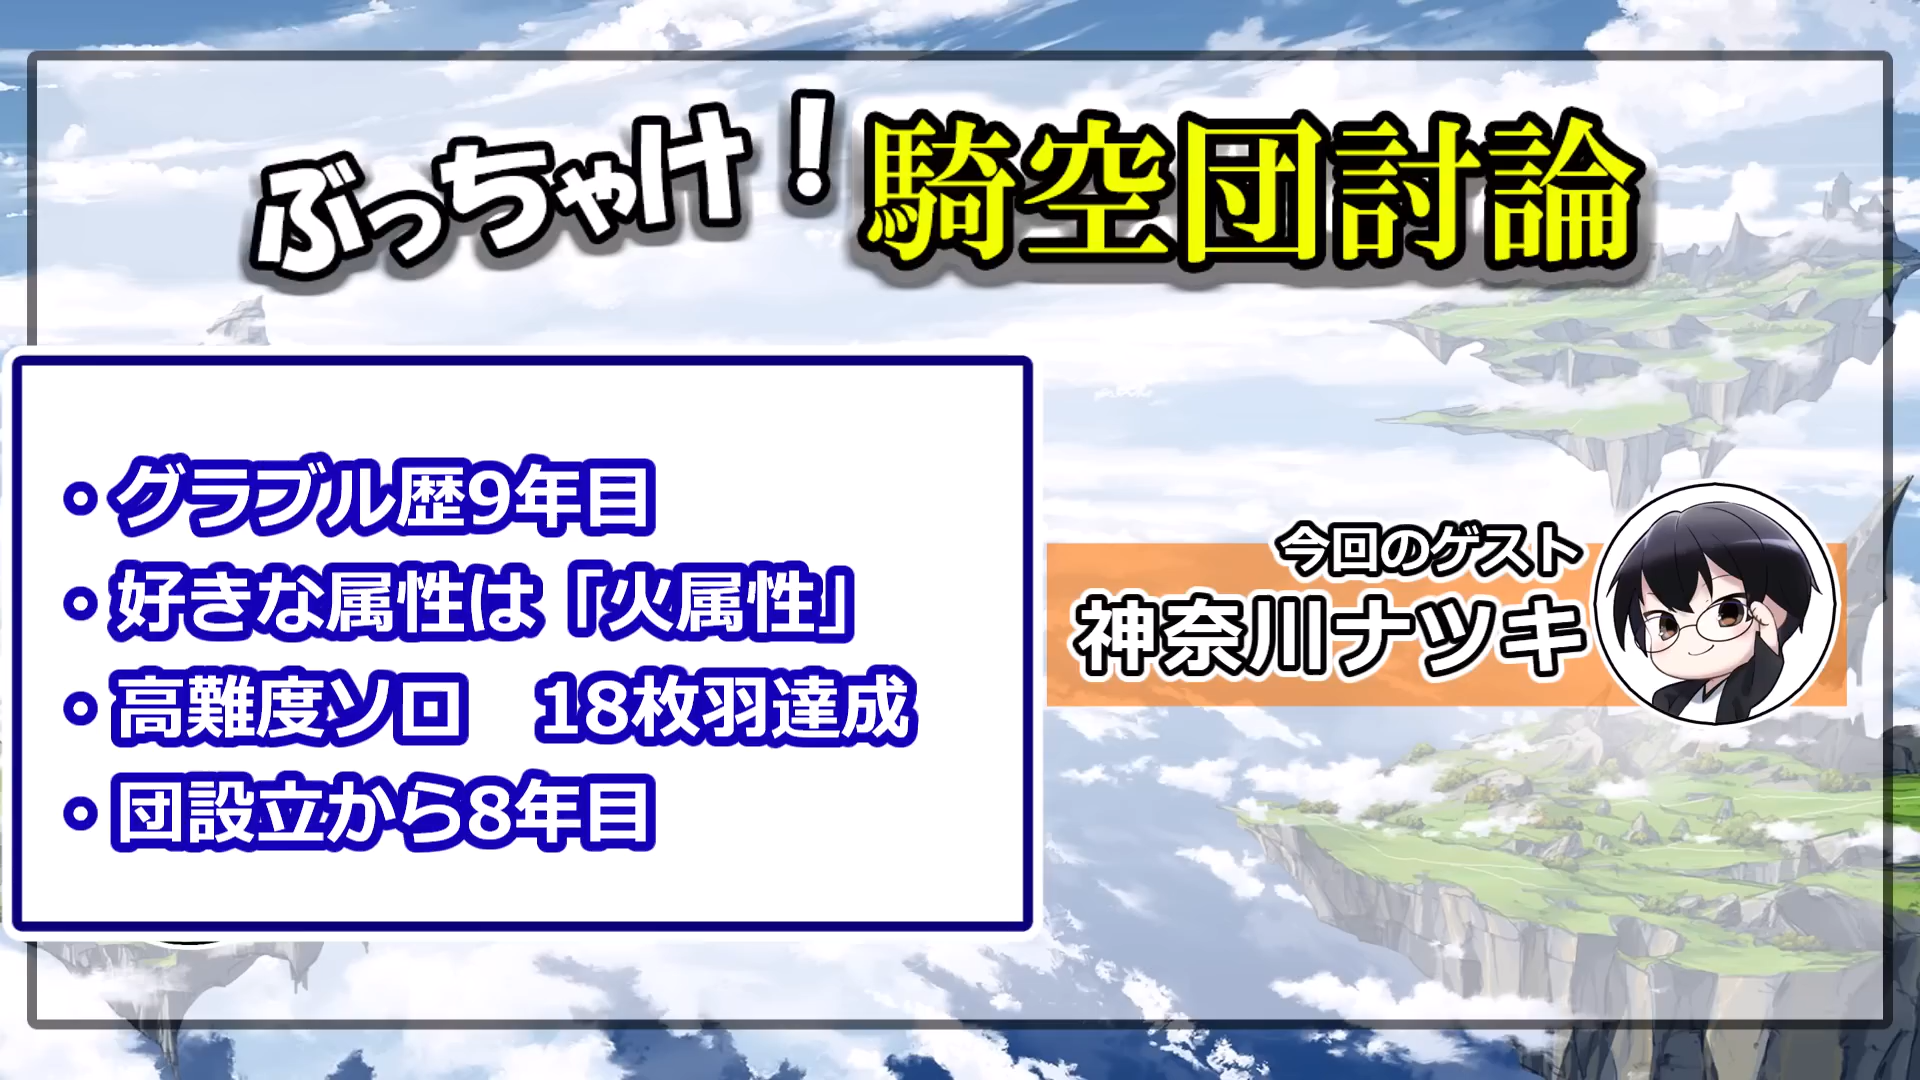 ぶっちゃけ！騎空団討論
・グラブル歴9年目
・好きな属性は「火属性」
・高難度ソロ　18枚羽達成
・団設立から8年目
今回のゲスト
神奈川ナツキ